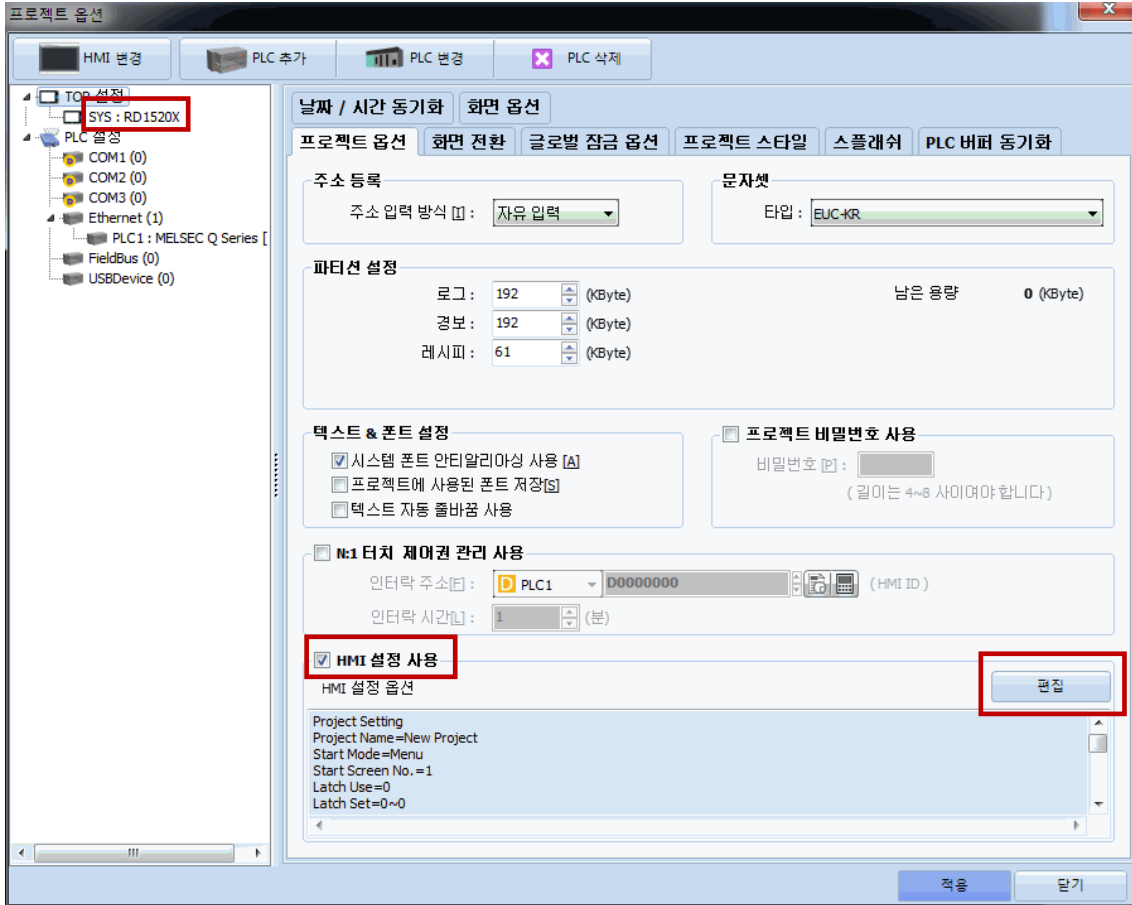 프로젝트 옵션
HMI 변경
PLC 추가
PLC 변경
PLC 삭제
TOP 설정
SYS : RD1520X
PLC 설정
COM1 (0)
COM2 (0)
COM3 (0)
Ethernet (1)
PLC1 : MELSEC Q Series [
FieldBus (0)
USBDevice (0)
날짜 / 시간 동기화
화면 옵션
프로젝트 옵션
화면 전환
글로벌 잠금 옵션
프로젝트 스타일
스플래쉬
PLC 버퍼 동기화
주소 등록
주소 입력 방식 [I] : 자유 입력
문자셋
타입 : EUC-KR
파티션 설정
로그 : 192 (KByte)
남은 용량 0 (KByte)
경보 : 192 (KByte)
레시피 : 61 (KByte)
텍스트 & 폰트 설정
시스템 폰트 안티알리아싱 사용 [A]
프로젝트에 사용된 폰트 저장[S]
텍스트 자동 줄바꿈 사용
프로젝트 비밀번호 사용
비밀번호 [P] :
( 길이는 4~8 사이여야 합니다 )
N:1 터치 제어권 관리 사용
인터락 주소[F] : D PLC1 D0000000 ( HMI ID )
인터락 시간[L] : 1 (분)
HMI 설정 사용
HMI 설정 옵션
편집
Project Setting
Project Name=New Project
Start Mode=Menu
Start Screen No.=1
Latch Use=0
Latch Set=0~0
적용
닫기